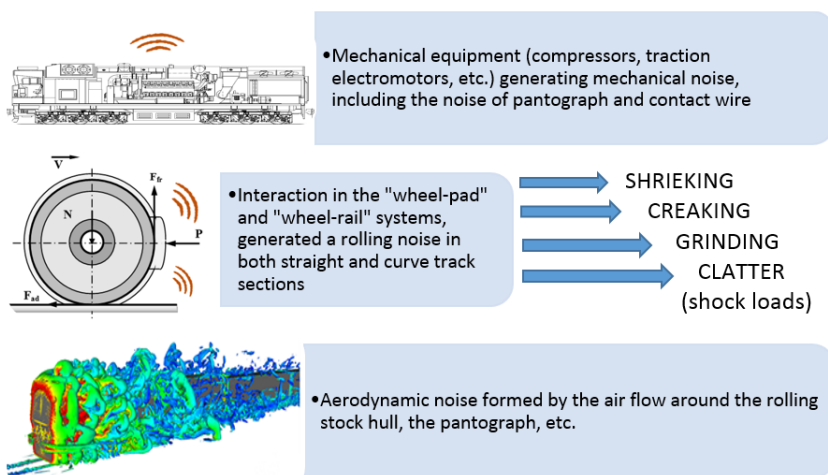 •Mechanical equipment (compressors, traction
electromotors, etc.) generating mechanical noise,
including the noise of pantograph and contact wire
V
F fr
N
P
F ad
•Interaction in the "wheel-pad"
and "wheel-rail" systems,
generated a rolling noise in
both straight and curve track
sections
SHRIEKING
CREAKING
GRINDING
CLATTER
(shock loads)
•Aerodynamic noise formed by the air flow around the rolling
stock hull, the pantograph, etc.